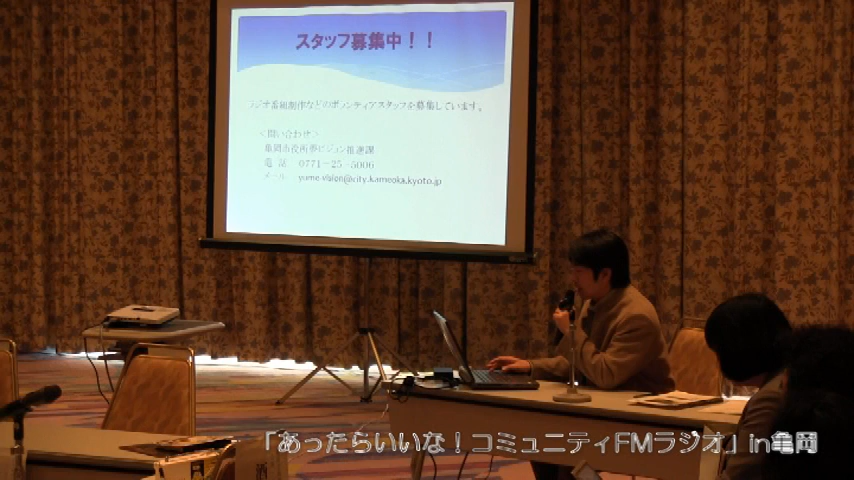 スタッフ募集中！！
ラジオ番組制作などのボランティアスタッフを募集しています。
＜問い合わせ＞
亀岡市役所夢ビジョン推進課
電　話　0771－25－5006
メール　yume-vision@city.kameoka.kyoto.jp
「あったらいいな！コミュニティFMラジオ」in亀岡
酒